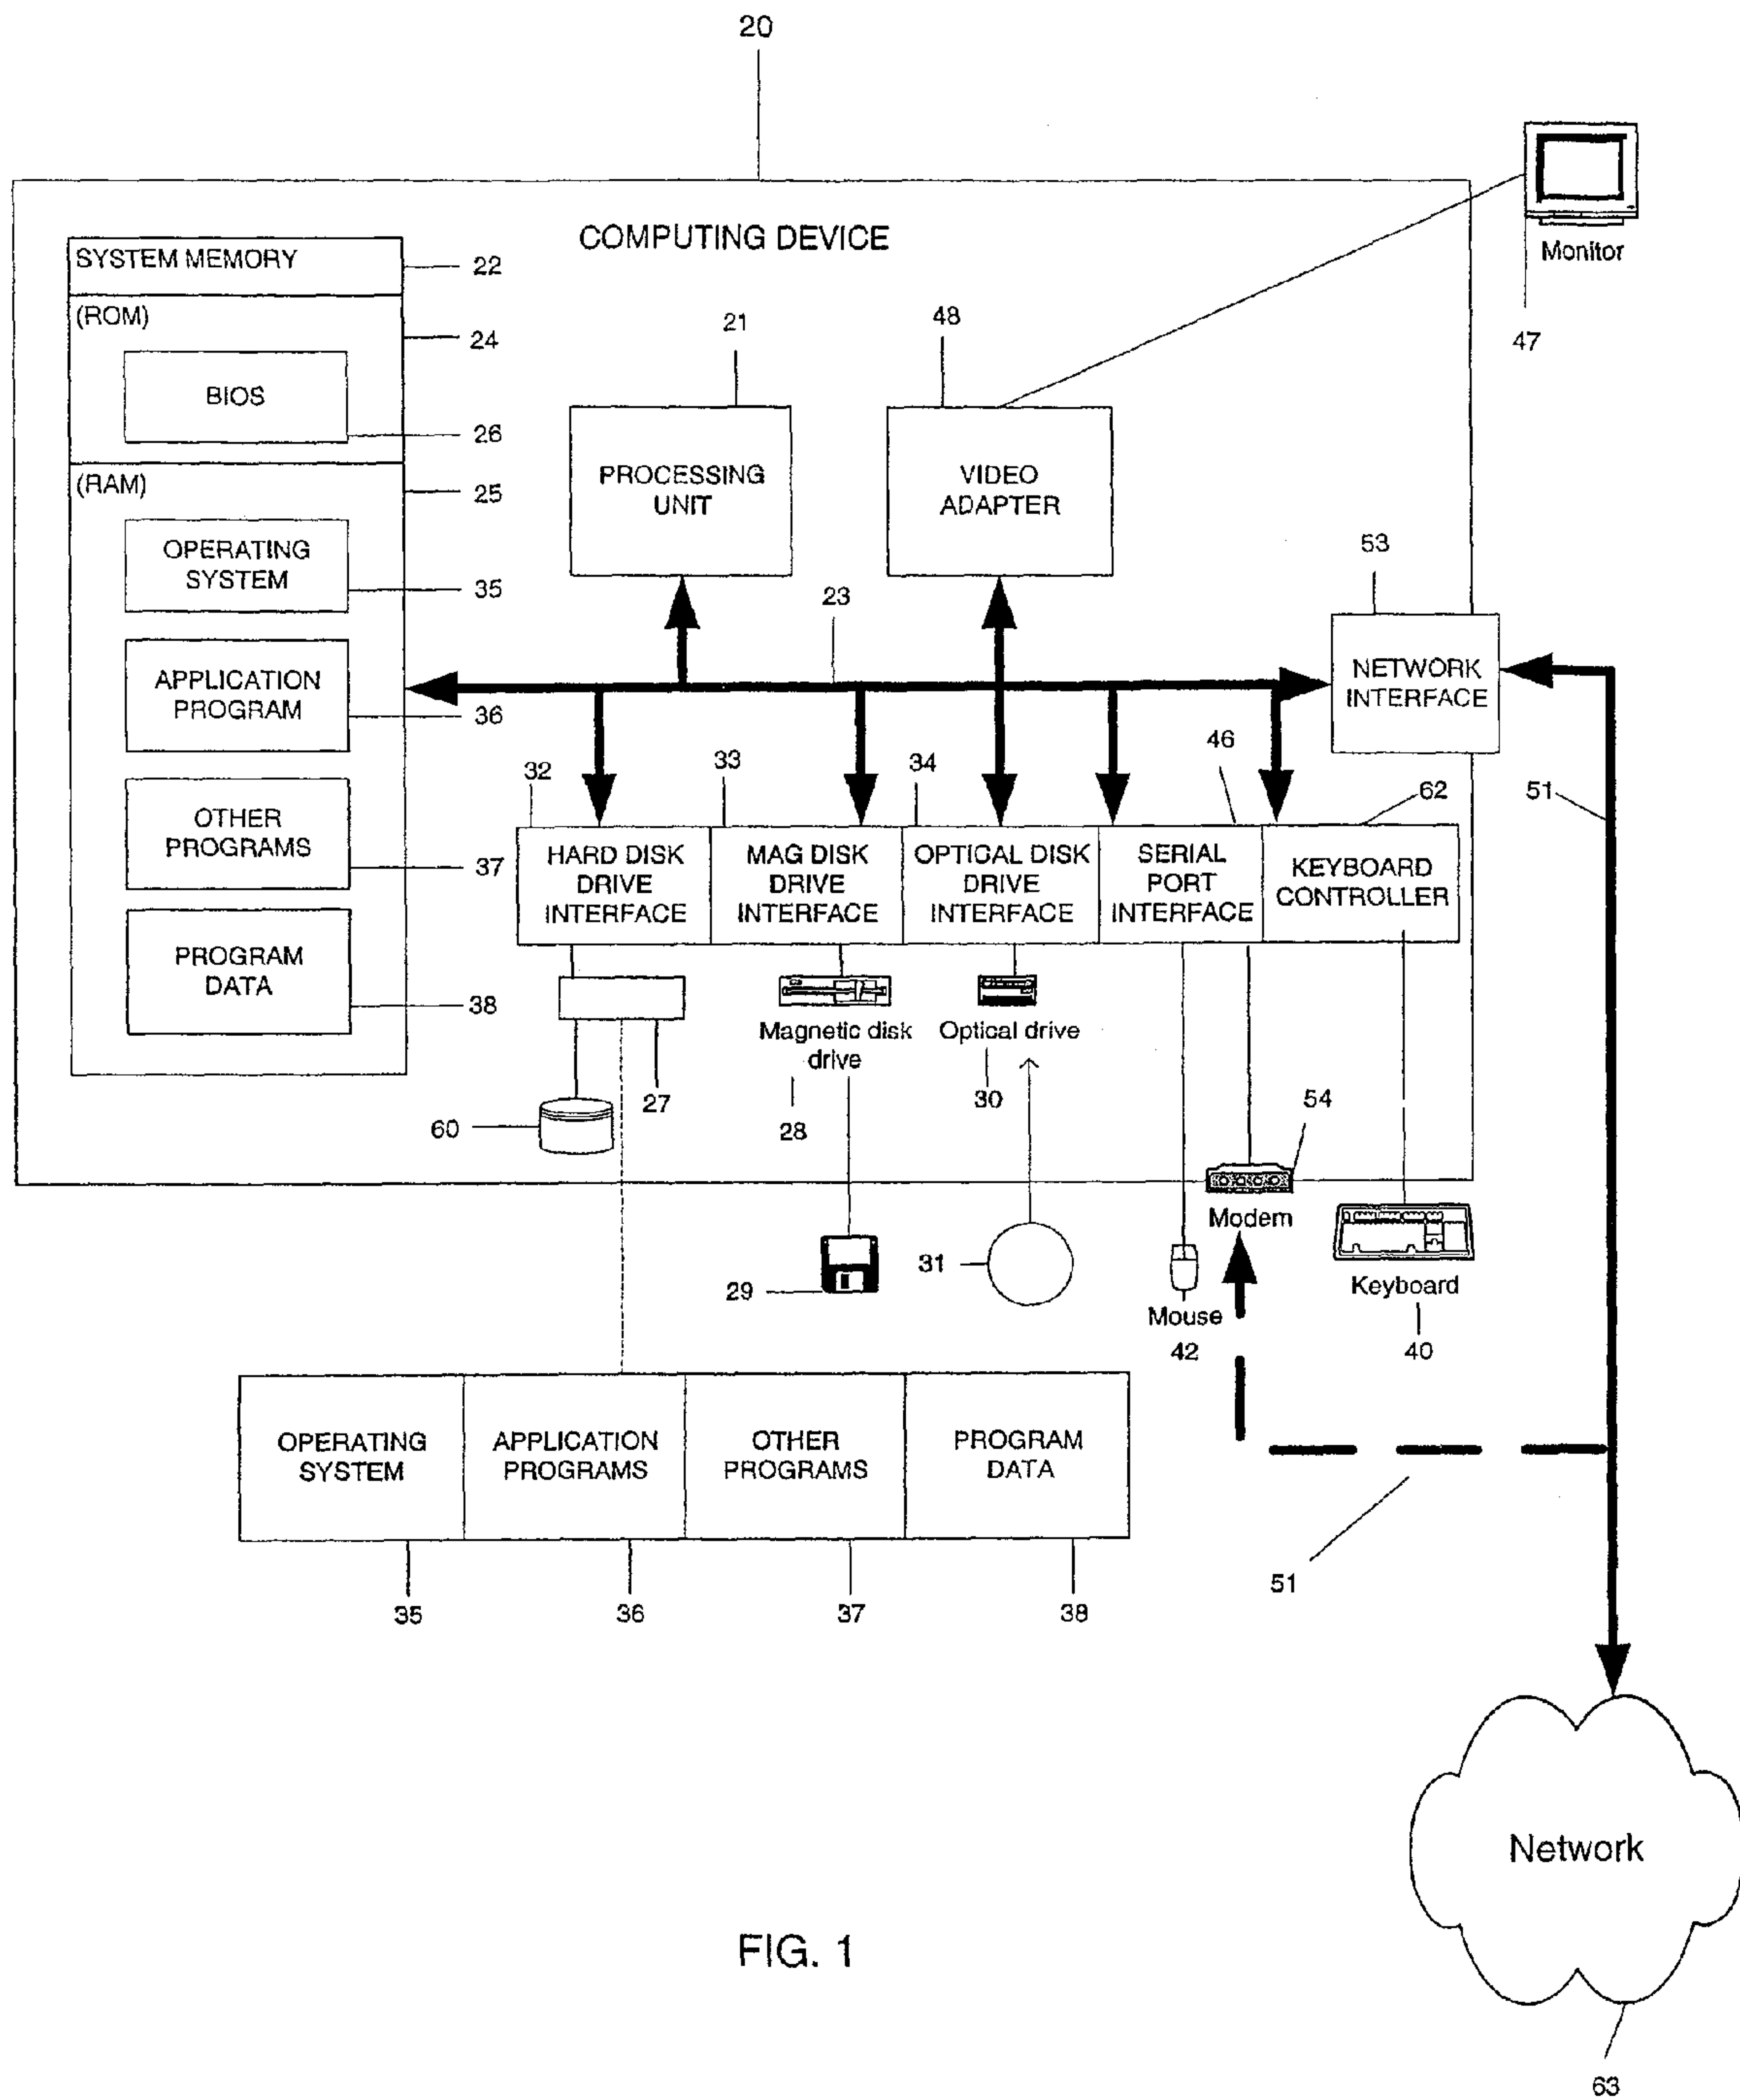 20
COMPUTING DEVICE
Monitor
47
SYSTEM MEMORY
22
(ROM)
24
BIOS
26
(RAM)
25
OPERATING
SYSTEM
35
APPLICATION
PROGRAM
36
OTHER
PROGRAMS
37
PROGRAM
DATA
38
21
PROCESSING
UNIT
48
VIDEO
ADAPTER
23
53
NETWORK
INTERFACE
51
32
HARD DISK
DRIVE
INTERFACE
33
MAG DISK
DRIVE
INTERFACE
34
OPTICAL DISK
DRIVE
INTERFACE
46
SERIAL
PORT
INTERFACE
62
KEYBOARD
CONTROLLER
27
60
Magnetic disk
drive
28
Optical drive
30
54
Modem
29
31
Mouse
42
Keyboard
40
OPERATING
SYSTEM
APPLICATION
PROGRAMS
OTHER
PROGRAMS
PROGRAM
DATA
35
36
37
38
51
Network
63
FIG. 1